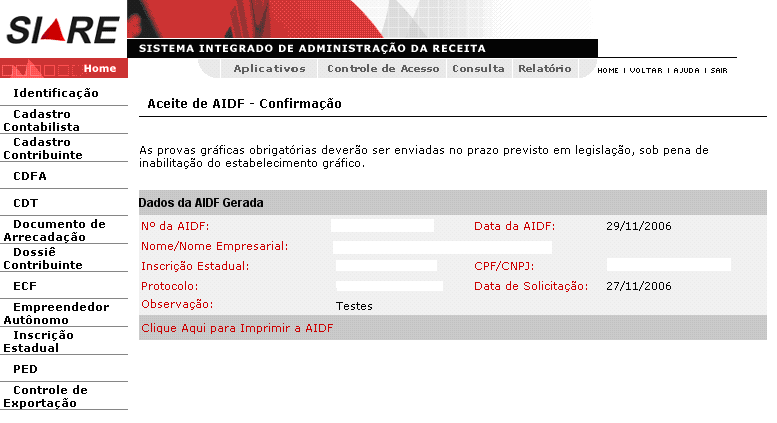 SIARE
SISTEMA INTEGRADO DE ADMINISTRAÇÃO DA RECEITA
Home
Aplicativos Controle de Acesso Consulta Relatório
HOME | VOLTAR | AJUDA | SAIR
Identificação
Cadastro
Contabilista
Cadastro
Contribuinte
CDFA
CDT
Documento de
Arrecadação
Dossiê
Contribuinte
ECF
Empreendedor
Autônomo
Inscrição
Estadual
PED
Controle de
Exportação
Aceite de AIDF - Confirmação
As provas gráficas obrigatórias deverão ser enviadas no prazo previsto em legislação, sob pena de
inabilitação do estabelecimento gráfico.
Dados da AIDF Gerada
Nº da AIDF: Data da AIDF: 29/11/2006
Nome/Nome Empresarial:
Inscrição Estadual: CPF/CNPJ:
Protocolo: Data de Solicitação: 27/11/2006
Observação: Testes
Clique Aqui para Imprimir a AIDF